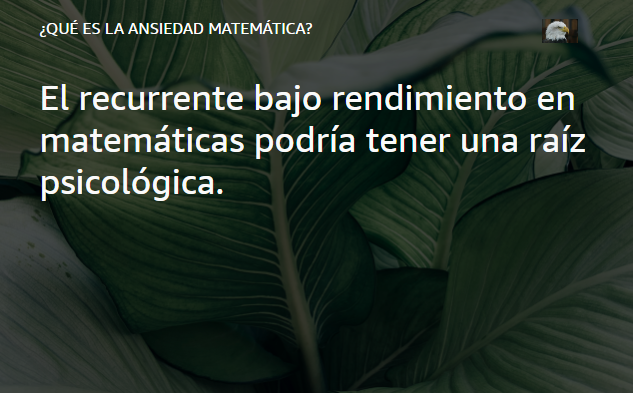 ¿QUÉ ES LA ANSIEDAD MATEMÁTICA?
El recurrente bajo rendimiento en
matemáticas podría tener una raíz
psicológica.